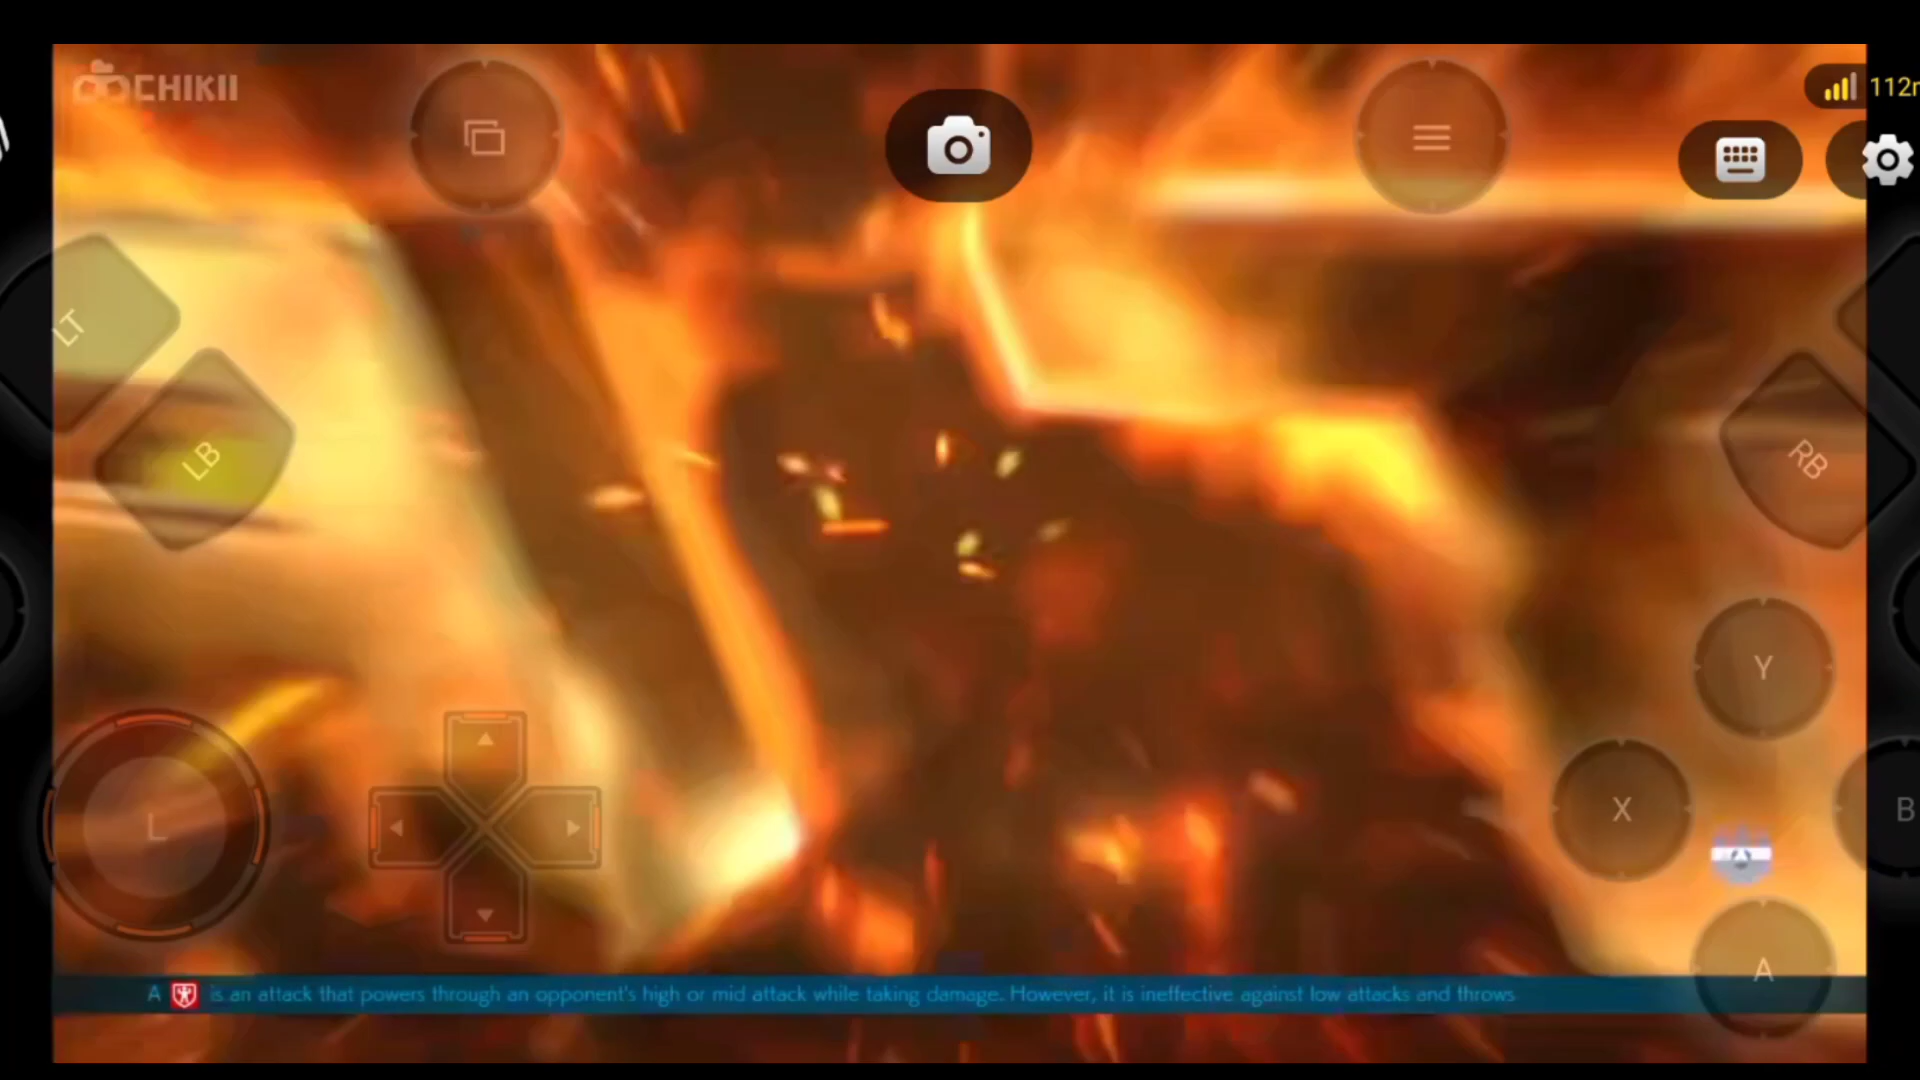 CHIKII
112
LT
LB
RB
Y
L
X
B
A
A is an attack that powers through an opponent's high or mid attack while taking damage. However, it is ineffective against low attacks and throws